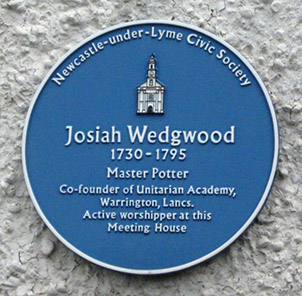 Newcastle-under-Lyme Civic Society
Josiah Wedgwood
1730-1795
Master Potter
Co-founder of Unitarian Academy,
Warrington, Lancs.
Active worshipper at this
Meeting House